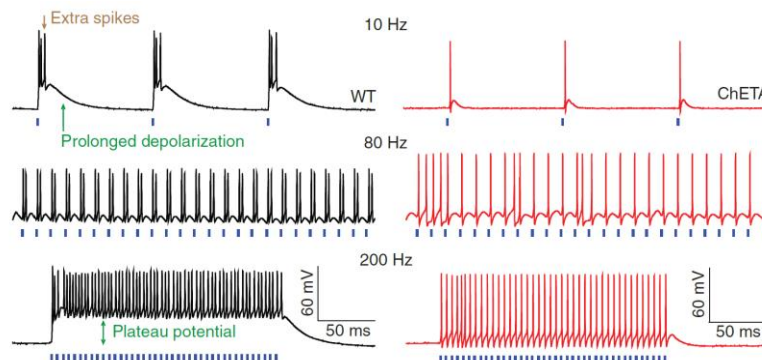 Extra spikes
10 Hz
WT
ChETA
Prolonged depolarization
80 Hz
200 Hz
Plateau potential
60 mV
50 ms
60 mV
50 ms